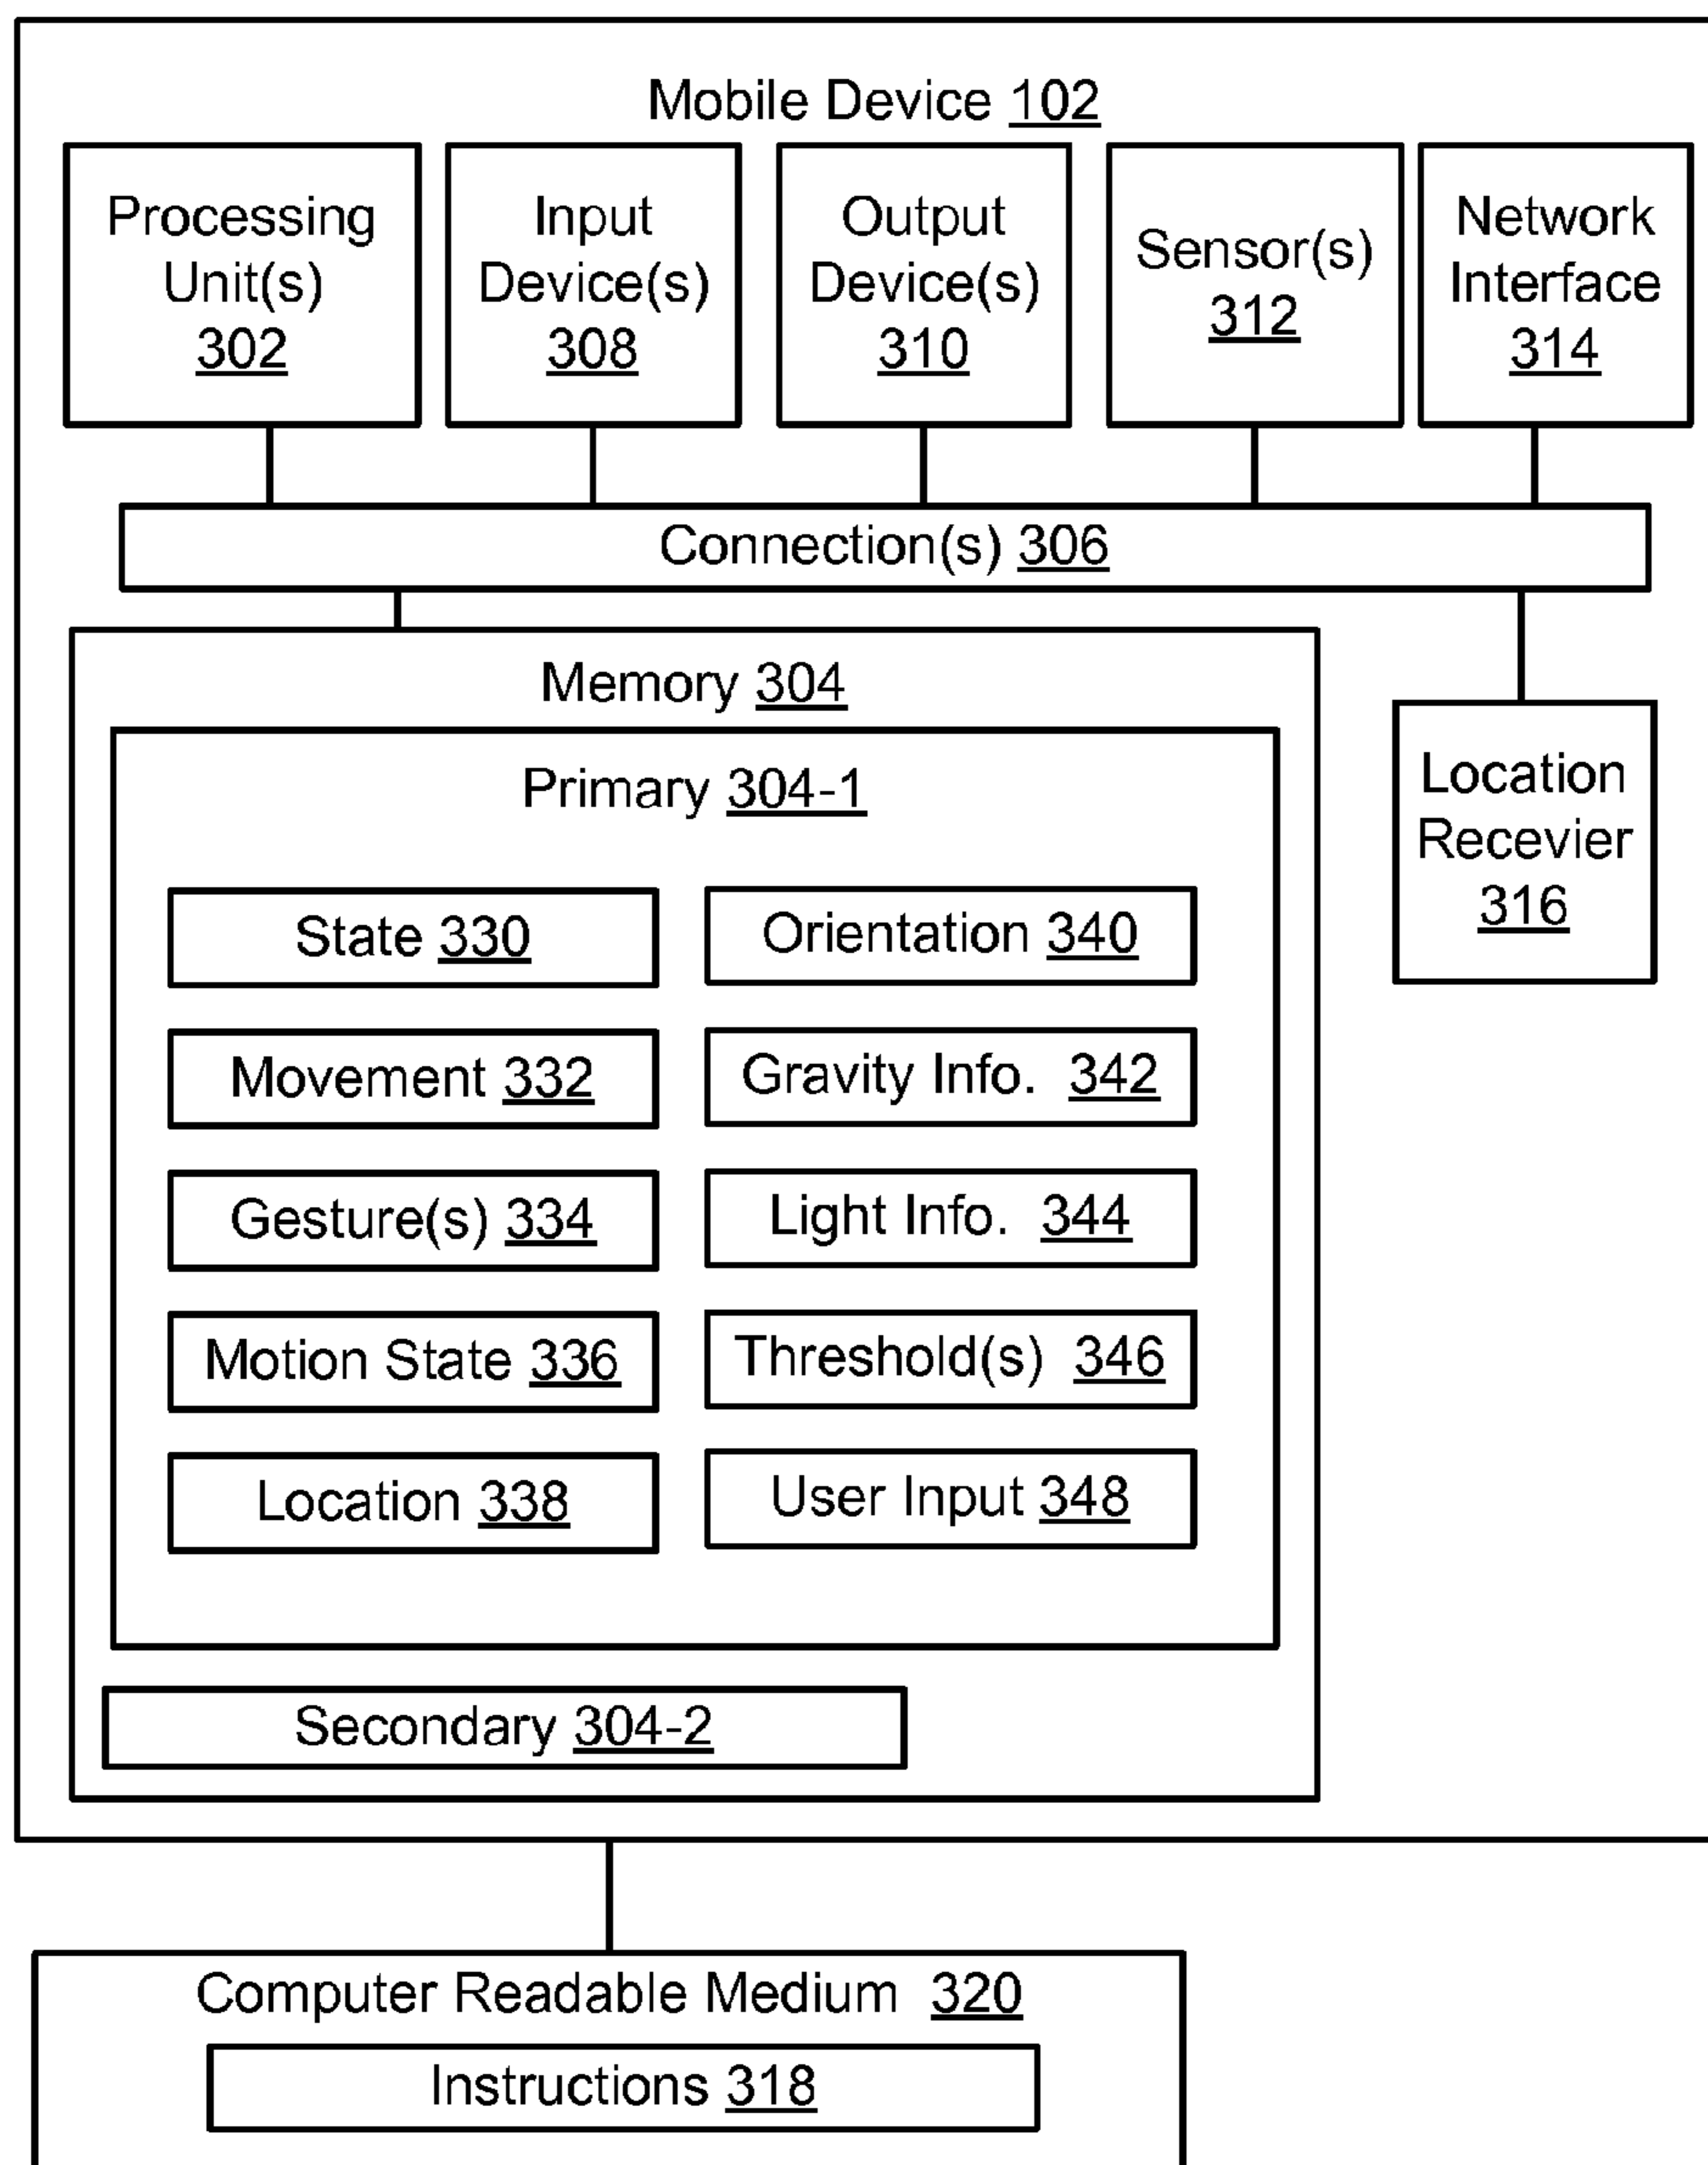 Mobile Device 102
Processing
Unit(s)
302
Input
Device(s)
308
Output
Device(s)
310
Sensor(s)
312
Network
Interface
314
Connection(s) 306
Memory 304
Primary 304-1
Location
Recevier
316
State 330
Orientation 340
Movement 332
Gravity Info. 342
Gesture(s) 334
Light Info. 344
Motion State 336
Threshold(s) 346
Location 338
User Input 348
Secondary 304-2
Computer Readable Medium 320
Instructions 318